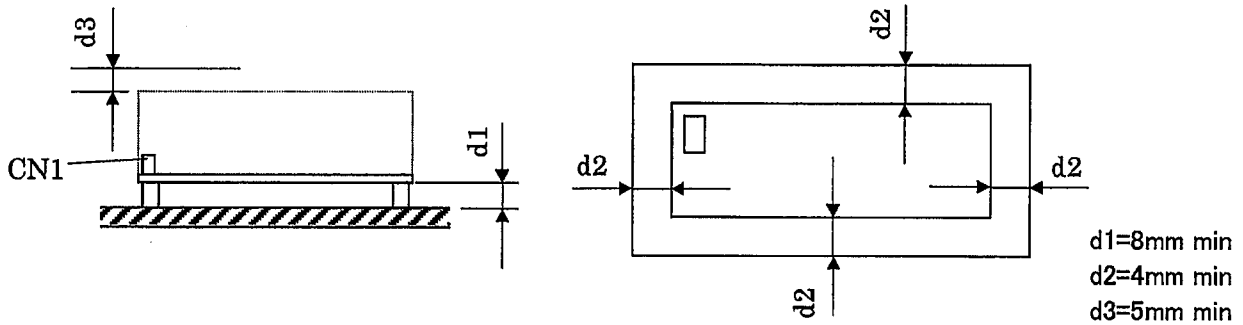 d3
CN1
d1
d2
d2
d2
d2
d1=8mm min
d2=4mm min
d3=5mm min